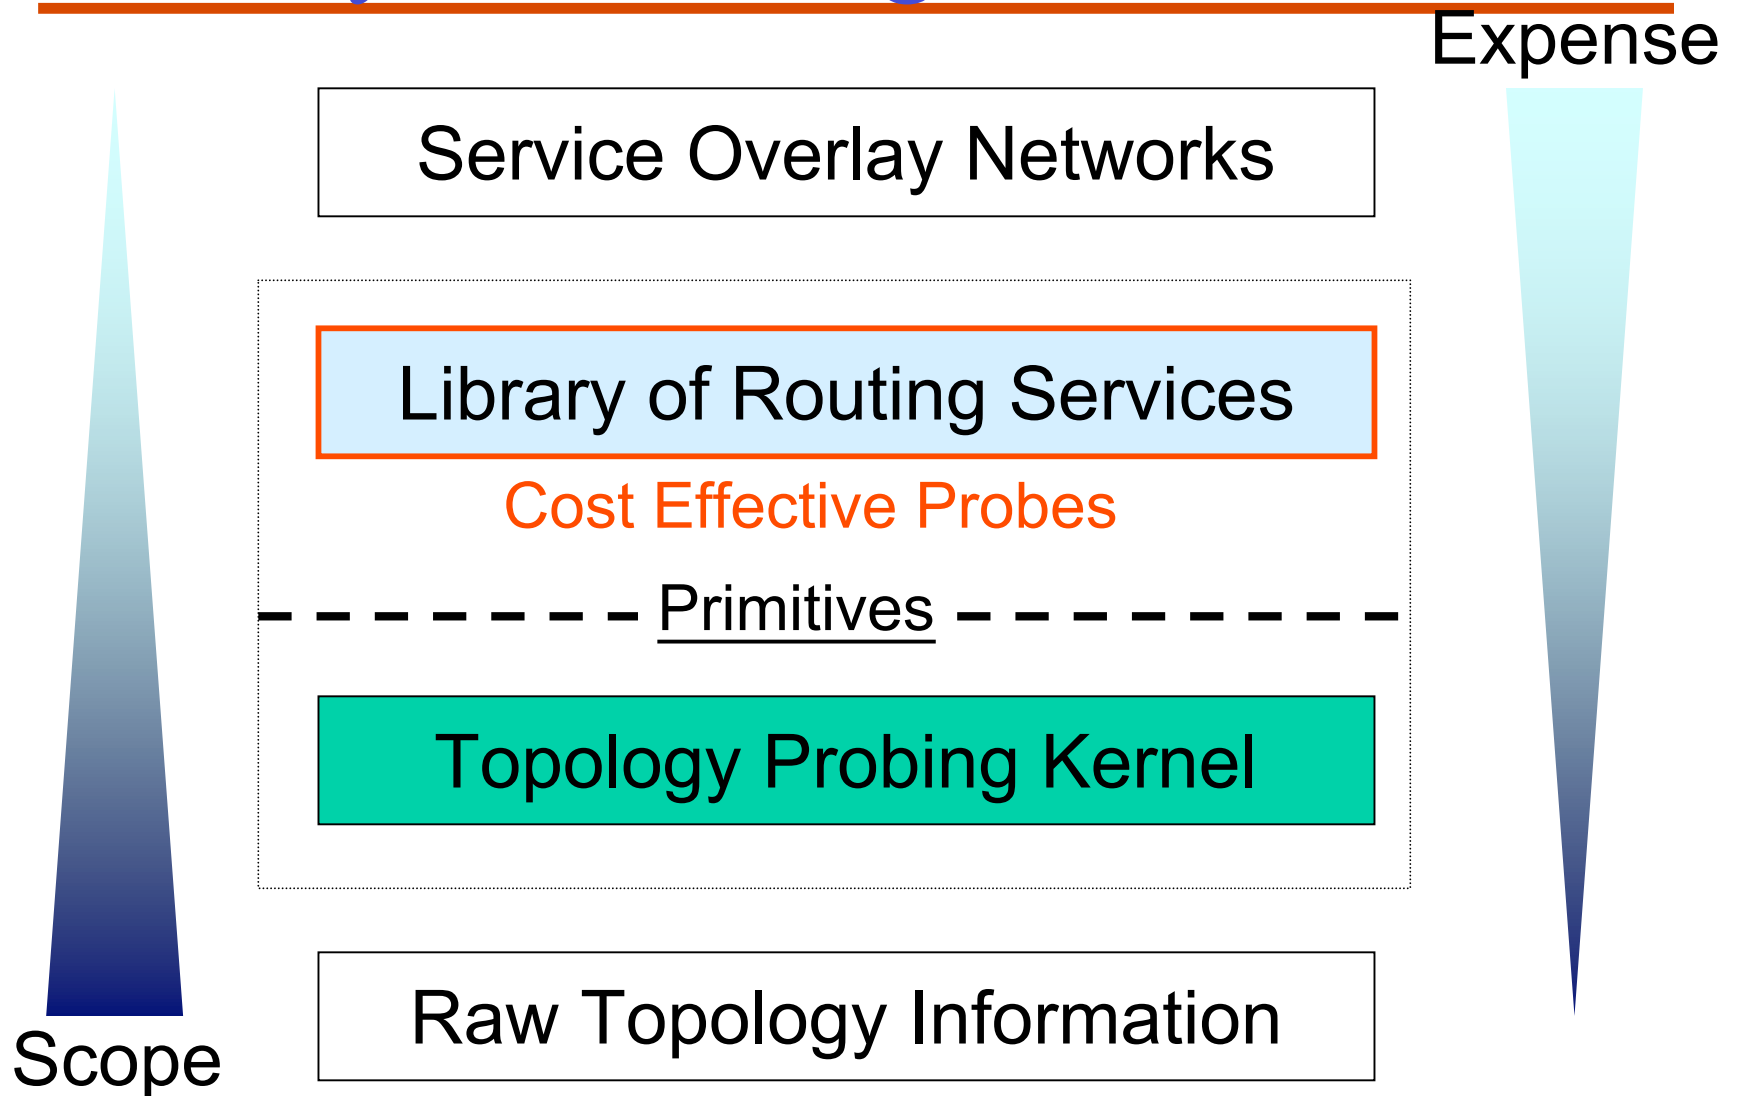 Expense
Service Overlay Networks
Library of Routing Services
Cost Effective Probes
Primitives
Topology Probing Kernel
Raw Topology Information
Scope